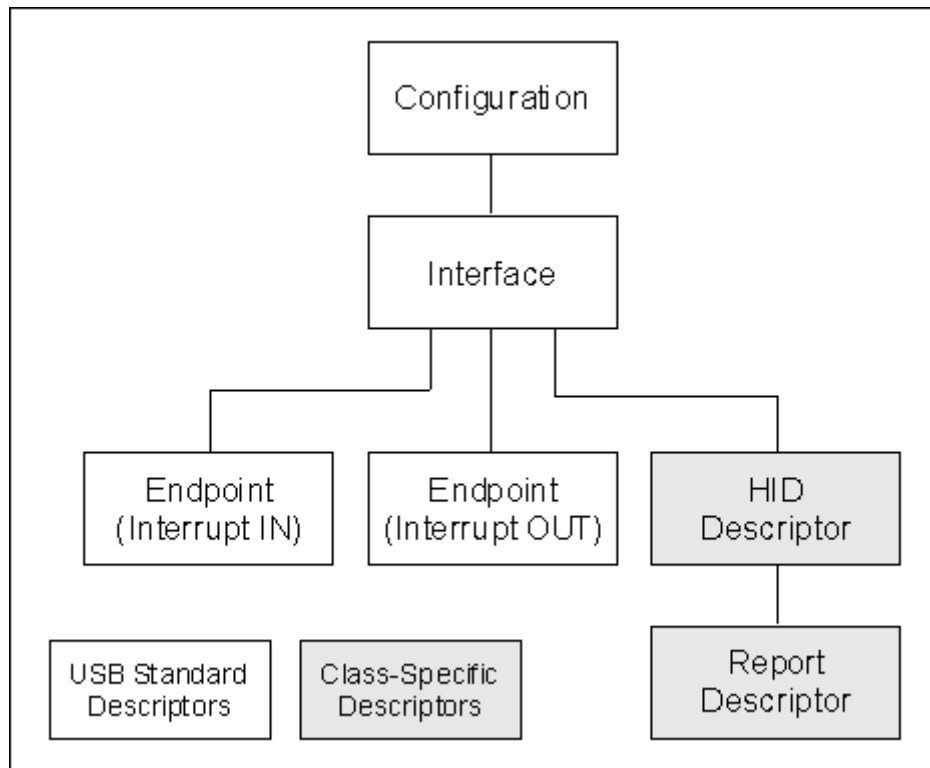 Configuration
Interface
Endpoint
(Interrupt IN)
Endpoint
(Interrupt OUT)
HID
Descriptor
Report
Descriptor
USB Standard
Descriptors
Class-Specific
Descriptors